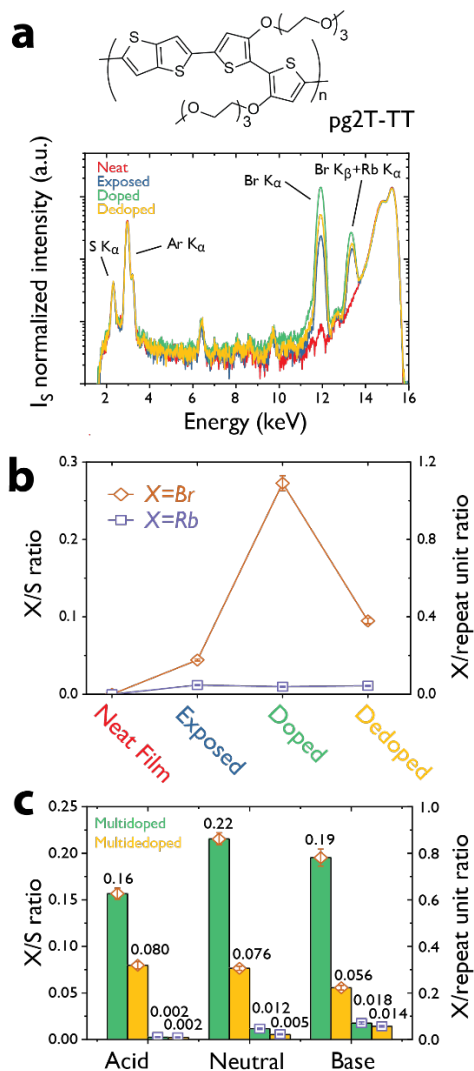 a
S
S
S
S
O
O
3
O
O
3
n
pg2T-TT
Neat
Exposed
Doped
Dedoped
S Kα
Ar Kα
Br Kα
Br Kβ+Rb Kα
IS normalized intensity (a.u.)
2 4 6 8 10 12 14 16
Energy (keV)
b
0.3
0.2
0.1
0.0
X/S ratio
X=Br
X=Rb
1.2
0.8
0.4
0.0
X/repeat unit ratio
Neat Film
Exposed
Doped
Dedoped
c
0.25
0.20
0.15
0.10
0.05
0.00
X/S ratio
Multidoped
Multidedoped
0.16
0.080
0.002
0.002
0.22
0.076
0.012
0.005
0.19
0.056
0.018
0.014
1.0
0.8
0.6
0.4
0.2
0.0
X/repeat unit ratio
Acid Neutral Base